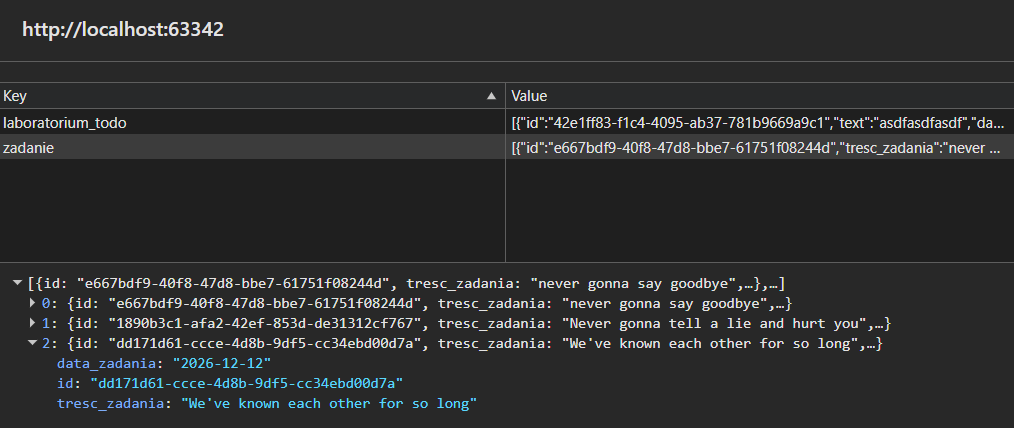 http://localhost:63342
Key Value
laboratorium_todo [{"id":"42e1ff83-f1c4-4095-ab37-781b9669a9c1","text":"asdfasdfasdf","da...
zadanie [{"id":"e667bdf9-40f8-47d8-bbe7-61751f08244d","tresc_zadania":"never ...
[{id: "e667bdf9-40f8-47d8-bbe7-61751f08244d", tresc_zadania: "never gonna say goodbye",…},…]
0: {id: "e667bdf9-40f8-47d8-bbe7-61751f08244d", tresc_zadania: "never gonna say goodbye",…}
1: {id: "1890b3c1-afa2-42ef-853d-de31312cf767", tresc_zadania: "Never gonna tell a lie and hurt you",…}
2: {id: "dd171d61-ccce-4d8b-9df5-cc34ebd00d7a", tresc_zadania: "We've known each other for so long",…}
data_zadania: "2026-12-12"
id: "dd171d61-ccce-4d8b-9df5-cc34ebd00d7a"
tresc_zadania: "We've known each other for so long"